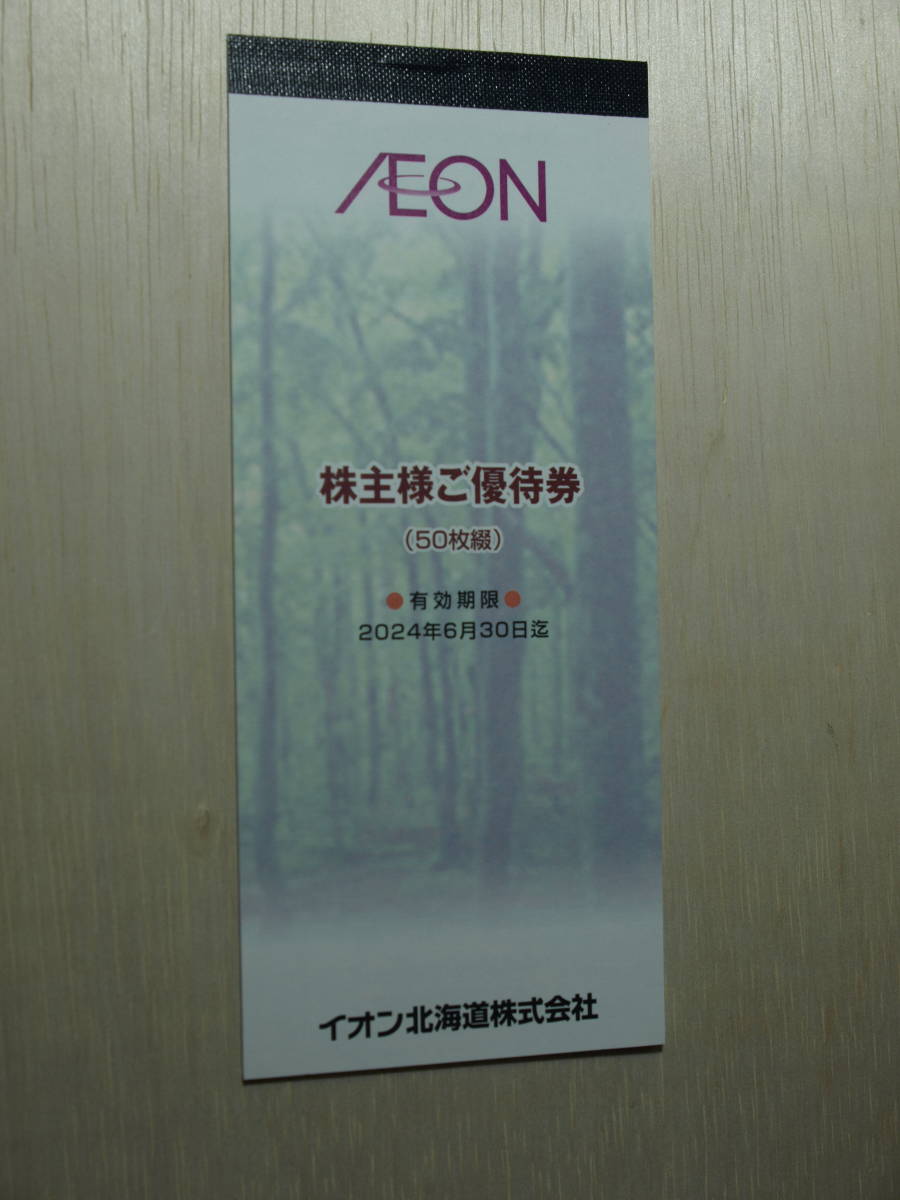 ÆON
株主様ご優待券
（50枚綴）
●有効期限●
2024年6月30日迄
イオン北海道株式会社